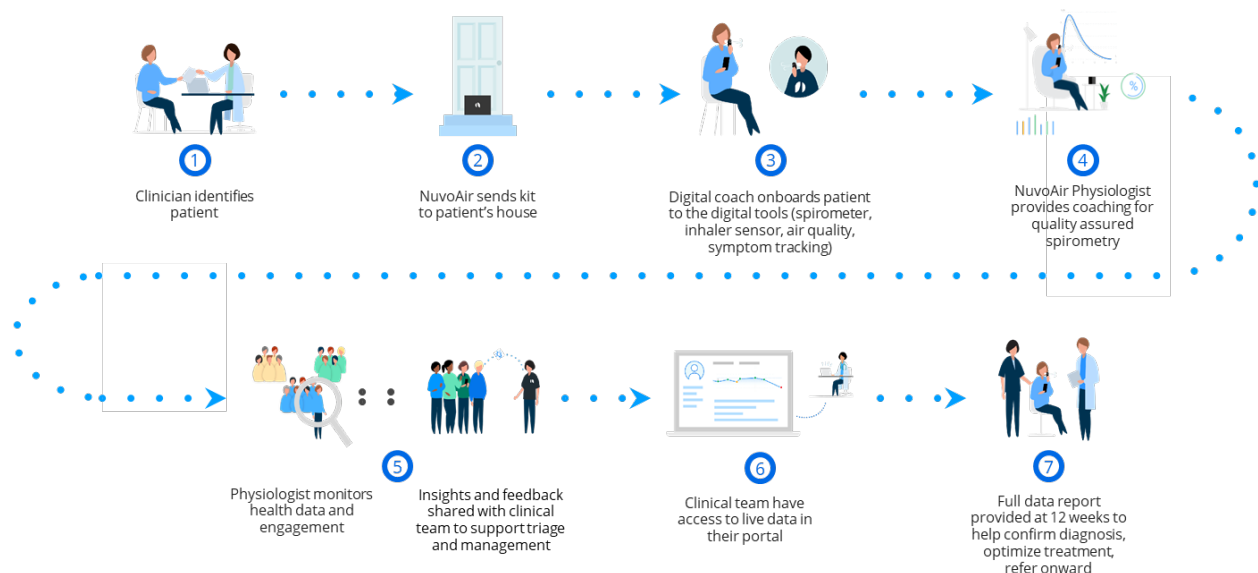 1
Clinician identifies
patient
2
NuvoAir sends kit
to patient's house
3
Digital coach onboards patient
to the digital tools (spirometer,
inhaler sensor, air quality,
symptom tracking)
%
4
NuvoAir Physiologist
provides coaching for
quality assured
spirometry
5
Physiologist monitors
health data and
engagement
Insights and feedback
shared with clinical
team to support triage
and management
6
Clinical team have
access to live data in
their portal
7
Full data report
provided at 12 weeks to
help confirm diagnosis,
optimize treatment,
refer onward